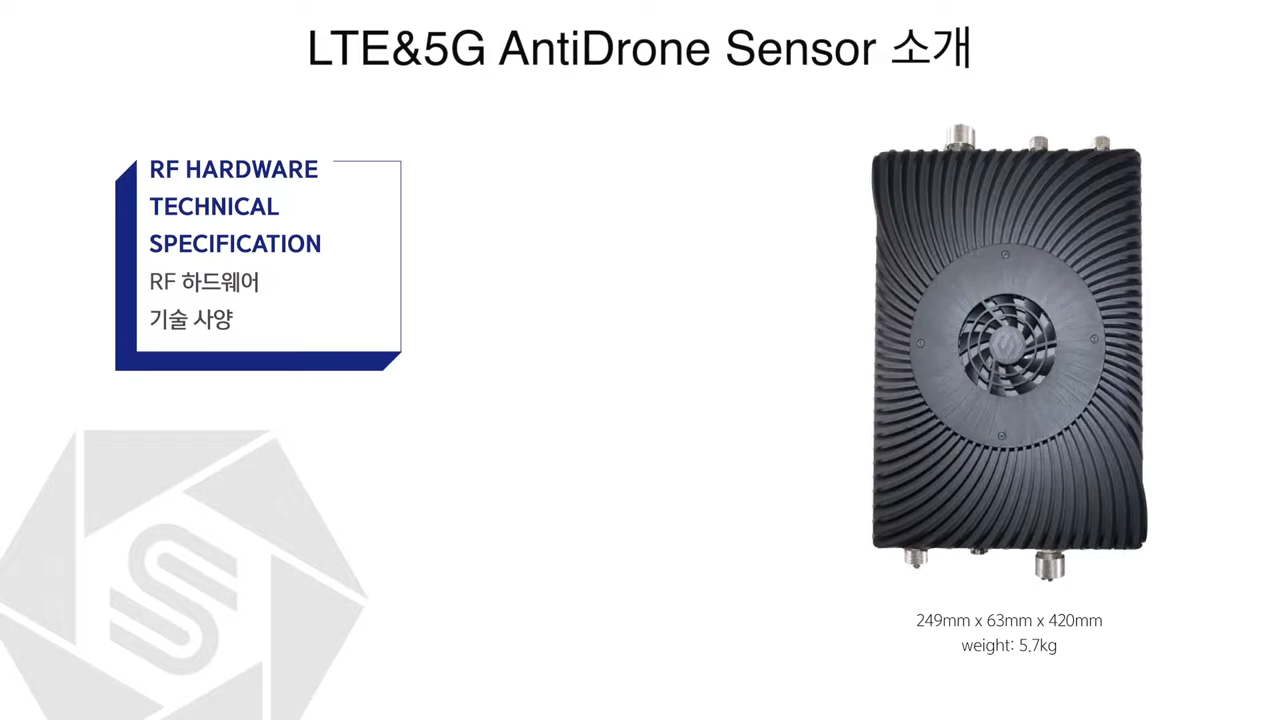 LTE&5G AntiDrone Sensor 소개
RF HARDWARE
TECHNICAL
SPECIFICATION
RF 하드웨어
기술 사양
249mm x 63mm x 420mm
weight: 5.7kg